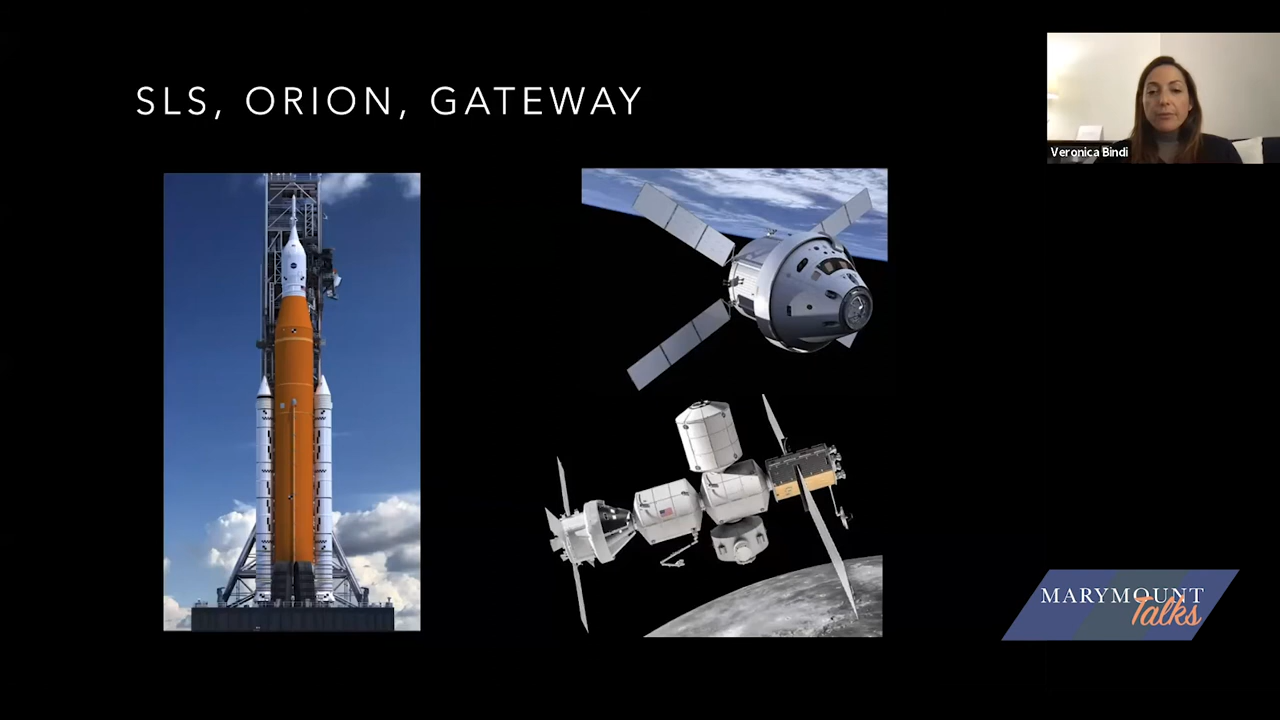 SLS, ORION, GATEWAY
Veronica Bindi
MARYMOUNT
Talks